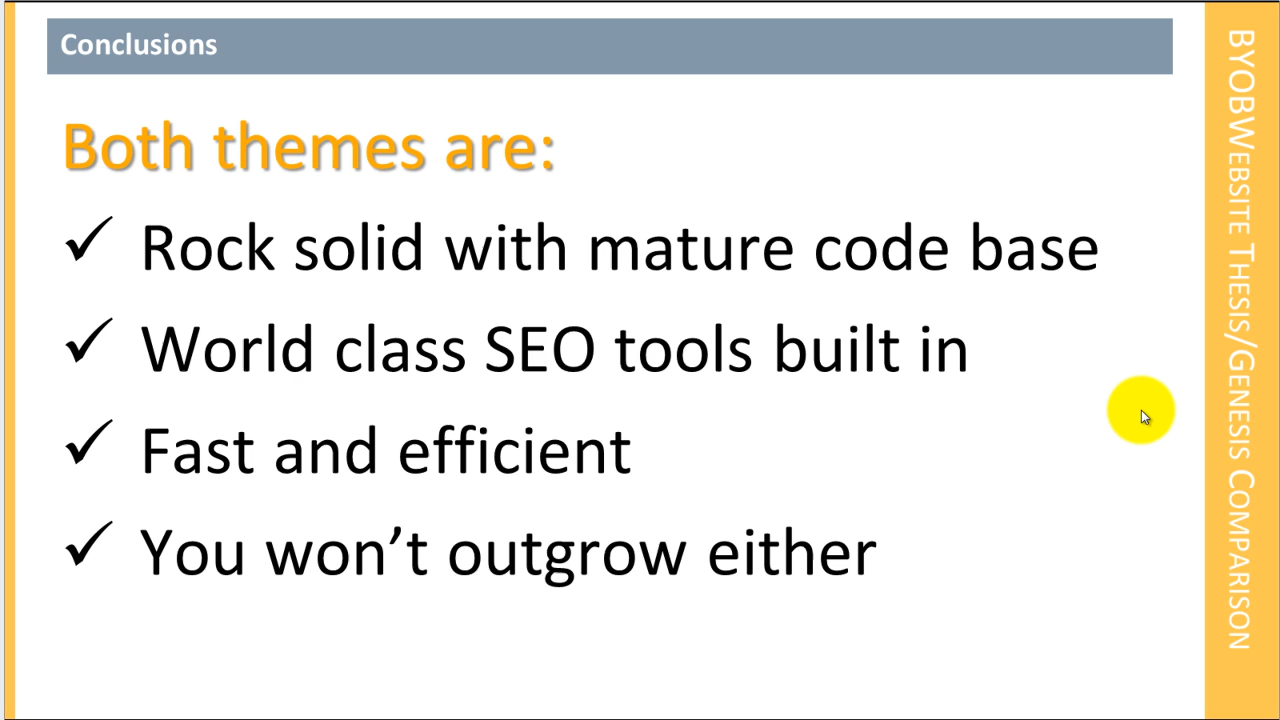 Conclusions
Both themes are:
✓ Rock solid with mature code base
✓ World class SEO tools built in
✓ Fast and efficient
✓ You won’t outgrow either
BYOBWEBSITE THESIS/GENESIS COMPARISON